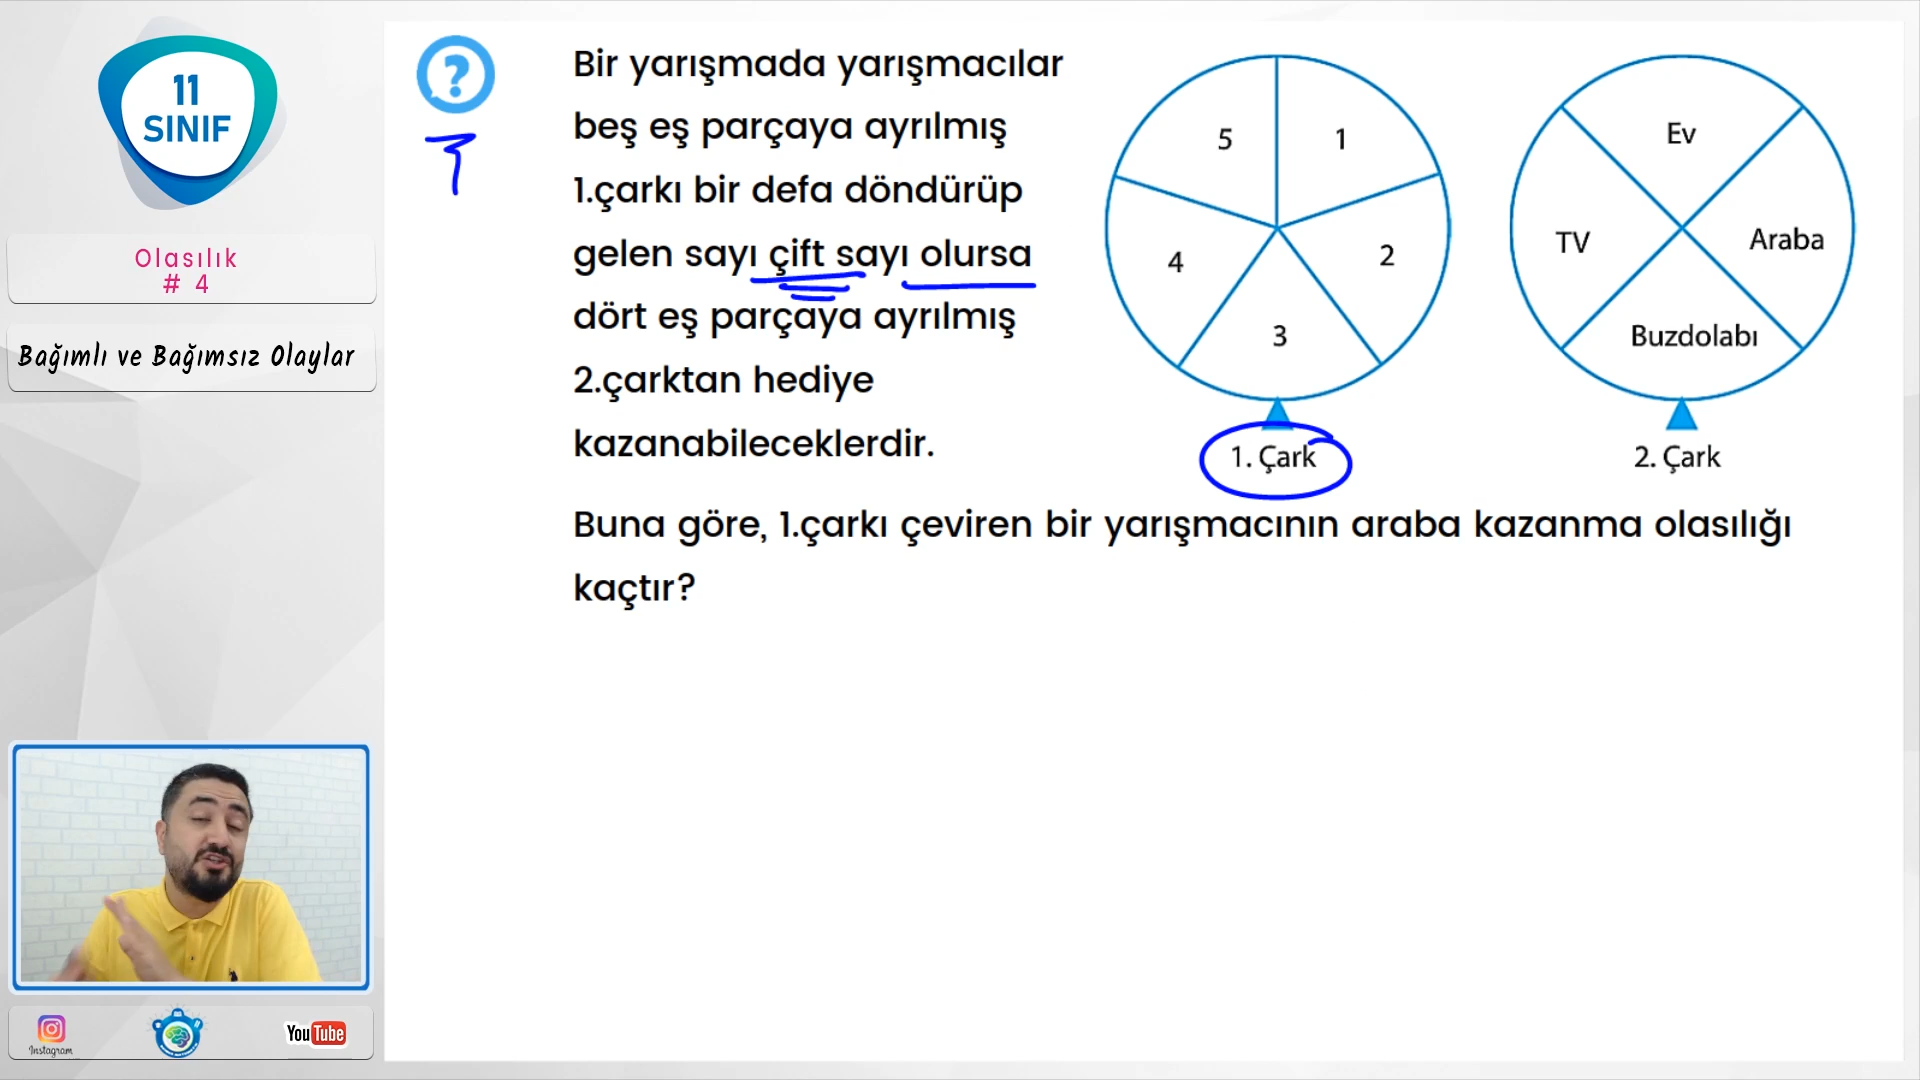 11
SINIF
Olasılık
# 4
Bağımlı ve Bağımsız Olaylar
Instagram
YouTube
Bir yarışmada yarışmacılar
beş eş parçaya ayrılmış
1.çarkı bir defa döndürüp
gelen sayı çift sayı olursa
dört eş parçaya ayrılmış
2.çarktan hediye
kazanabileceklerdir.
5
1
4
2
3
1. Çark
Ev
TV
Araba
Buzdolabı
2. Çark
Buna göre, 1.çarkı çeviren bir yarışmacının araba kazanma olasılığı
kaçtır?